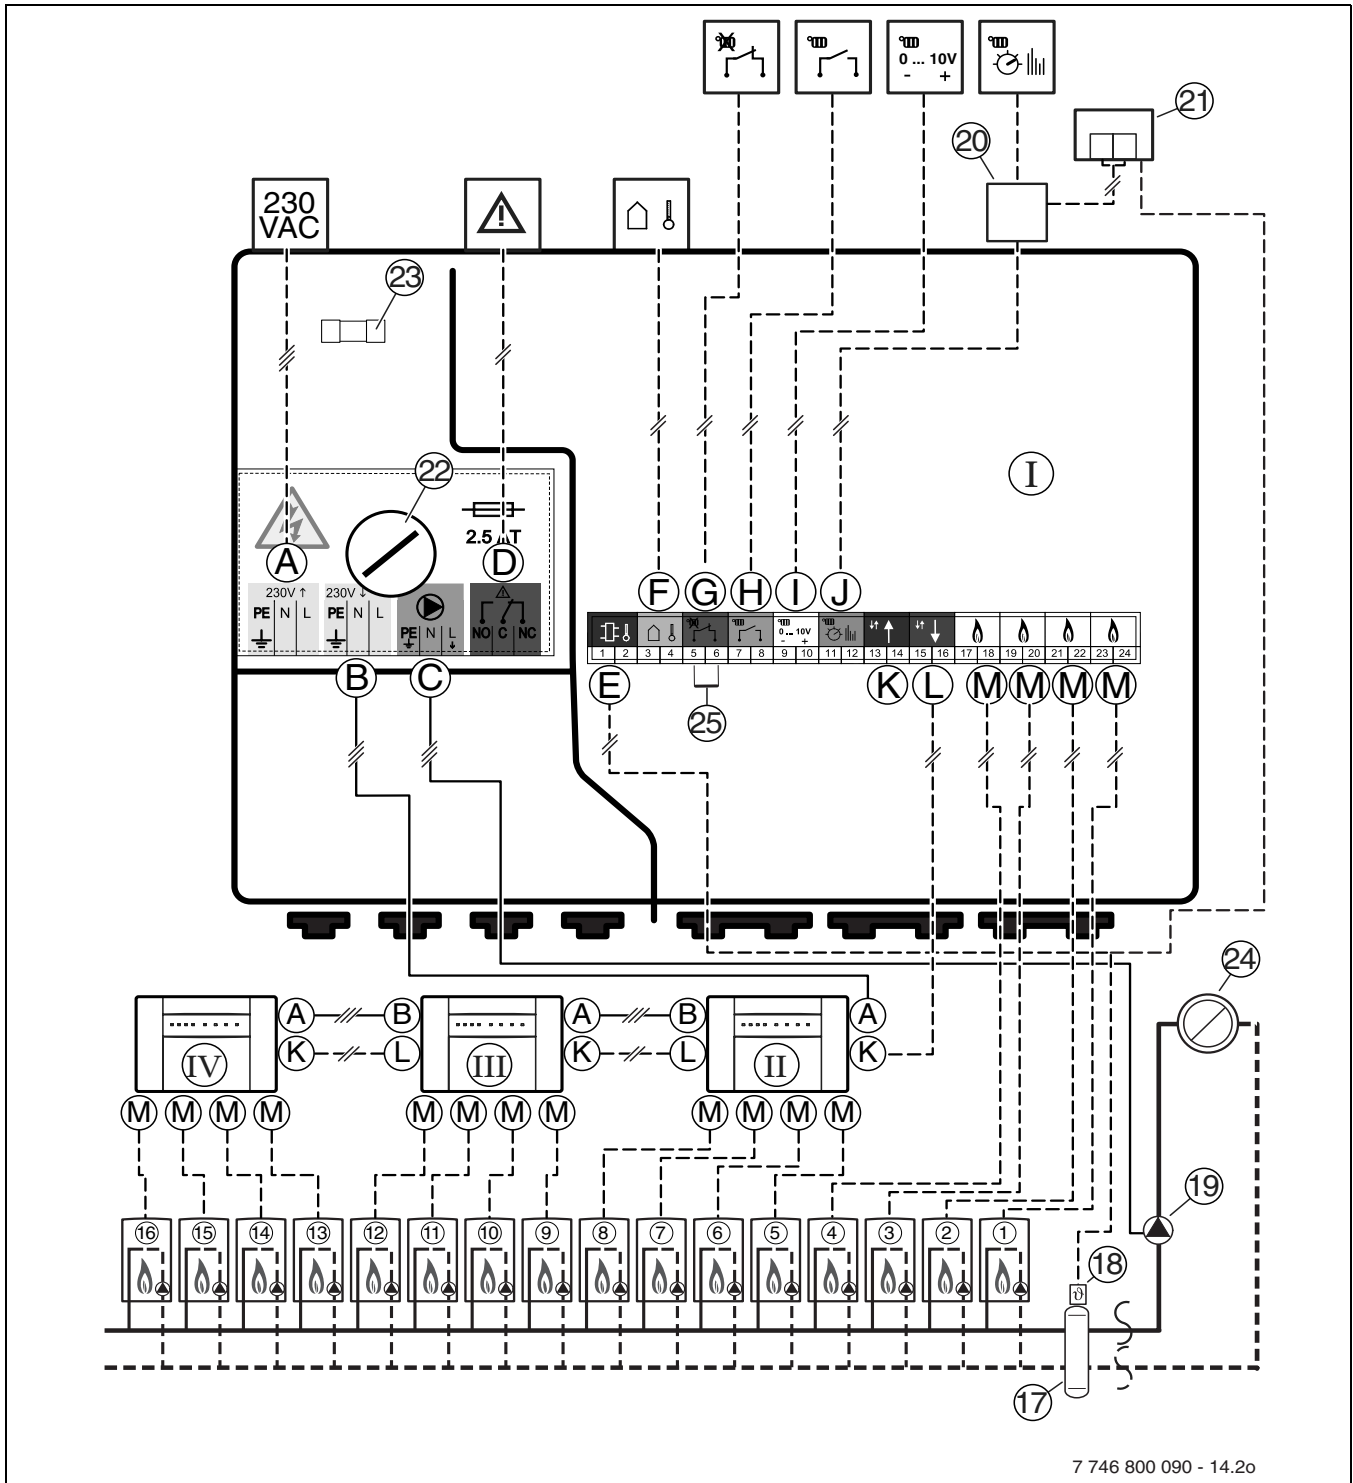 0 ... 10V
- +
21
20
230
VAC
23
I
22
2.5 AT
A
D
F
G
H
I
J
230V ↑
230V ↓
PE N L
PE N L
PE N L
NO C NC
0 ... 10V
- +
1 2 3 4 5 6 7 8 9 10 11 12 13 14 15 16 17 18 19 20 21 22 23 24
B
C
E
25
K
L
M
M
M
M
24
A
B
A
B
A
IV
III
II
K
L
K
L
K
M M M M
M M M M
M M M M
19
16 15 14 13 12 11 10 9 8 7 6 5 4 3 2 1
18
ϑ
17
7 746 800 090 - 14.2o